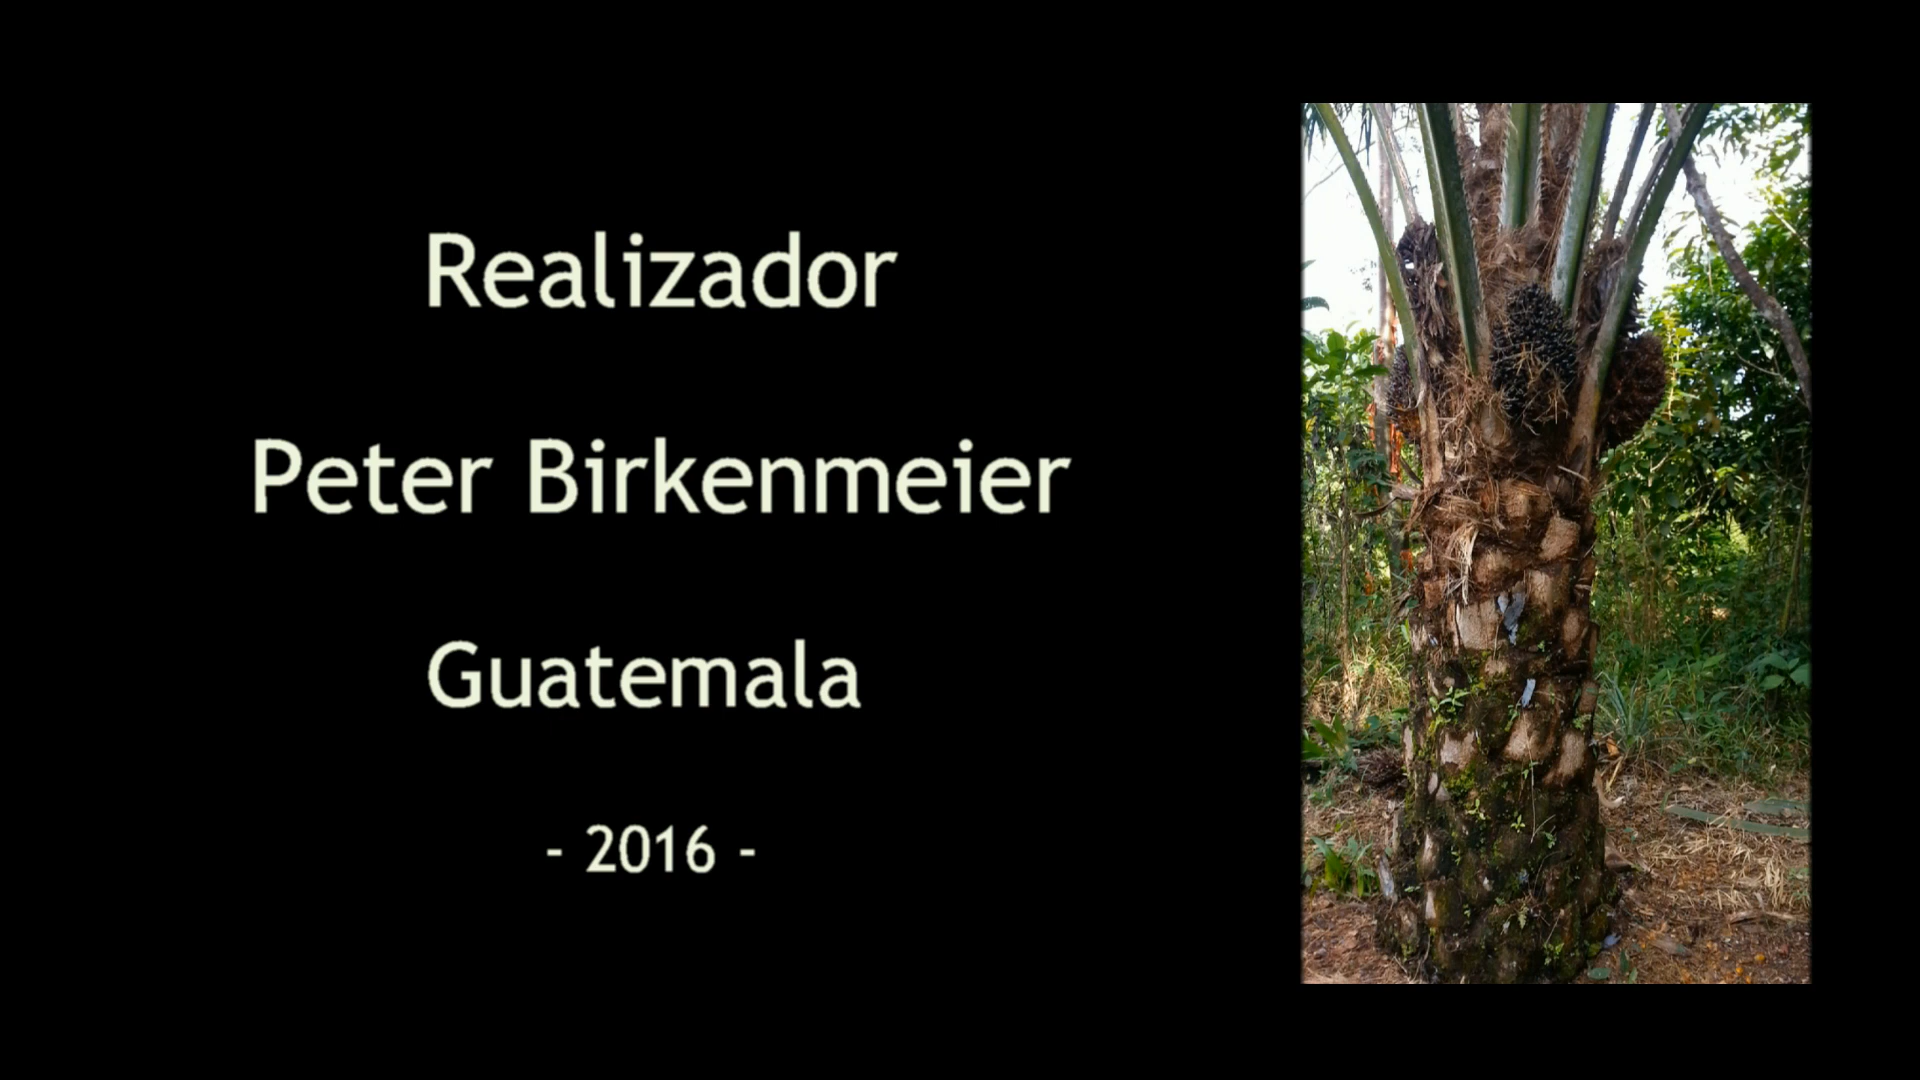 Realizador
Peter Birkenmeier
Guatemala
- 2016 -